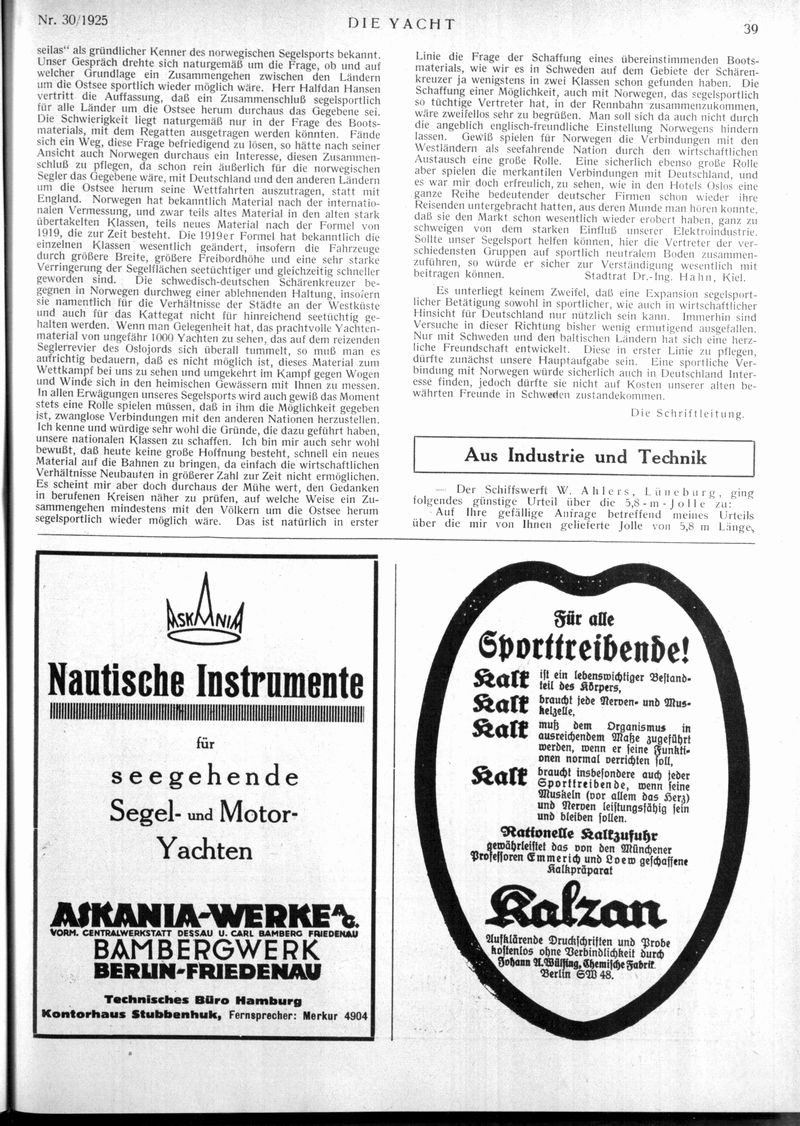 Nr. 30/1925
DIE YACHT
39
seilas“ als gründlicher Kenner des norwegischen Segelsports bekannt.
Unser Gespräch drehte sich naturgemäß um die Frage, ob und auf
welcher Grundlage ein Zusammengehen zwischen den Ländern
um die Ostsee sportlich wieder möglich wäre. Herr Halfdan Hansen
vertritt die Auffassung, daß ein Zusammenschluß segelsportlich
für alle Länder um die Ostsee herum durchaus das Gegebene sei.
Die Schwierigkeit liegt naturgemäß nur in der Frage des Boots-
materials, mit dem Regatten ausgetragen werden könnten. Fände
sich ein Weg, diese Frage befriedigend zu lösen, so hätte nach seiner
Ansicht auch Norwegen durchaus ein Interesse, diesen Zusammen-
schluß zu pflegen, da schon rein äußerlich für die norwegischen
Segler das Gegebene wäre, mit Deutschland und den anderen Ländern
um die Ostsee herum seine Wettfahrten auszutragen, statt mit
England. Norwegen hat bekanntlich Material nach der internatio-
nalen Vermessung, und zwar teils altes Material in den alten stark
übertakelten Klassen, teils neues Material nach der Formel von
1919, die zur Zeit besteht. Die 1919er Formel hat bekanntlich die
einzelnen Klassen wesentlich geändert, insofern die Fahrzeuge
durch größere Breite, größere Freibordhöhe und eine sehr starke
Verringerung der Segelflächen seetüchtiger und gleichzeitig schneller
geworden sind. Die schwedisch-deutschen Schärenkreuzer be-
gegnen in Norwegen durchweg einer ablehnenden Haltung, insofern
sie namentlich für die Verhältnisse der Städte an der Westküste
und auch für das Kattegat nicht für hinreichend seetüchtig ge-
halten werden. Wenn man Gelegenheit hat, das prachtvolle Yachten-
material von ungefähr 1000 Yachten zu sehen, das auf dem reizenden
Seglerrevier des Oslojords sich überall tummelt, so muß man es
aufrichtig bedauern, daß es nicht möglich ist, dieses Material zum
Wettkampf bei uns zu sehen und umgekehrt im Kampf gegen Wogen
und Winde sich in den heimischen Gewässern mit Ihnen zu messen.
In allen Erwägungen unseres Segelsports wird auch gewiß das Moment
stets eine Rolle spielen müssen, daß in ihm die Möglichkeit gegeben
ist, zwanglose Verbindungen mit den anderen Nationen herzustellen.
Ich kenne und würdige sehr wohl die Gründe, die dazu geführt haben,
unsere nationalen Klassen zu schaffen. Ich bin mir auch sehr wohl
bewußt, daß heute keine große Hoffnung besteht, schnell ein neues
Material auf die Bahnen zu bringen, da einfach die wirtschaftlichen
Verhältnisse Neubauten in größerer Zahl zur Zeit nicht ermöglichen.
Es scheint mir aber doch durchaus der Mühe wert, den Gedanken
in berufenen Kreisen näher zu prüfen, auf welche Weise ein Zu-
sammengehen mindestens mit den Völkern um die Ostsee herum
segelsportlich wieder möglich wäre. Das ist natürlich in erster
Linie die Frage der Schaffung eines übereinstimmenden Boots-
materials, wie wir es in Schweden auf dem Gebiete der Schären-
kreuzer ja wenigstens in zwei Klassen schon gefunden haben. Die
Schaffung einer Möglichkeit, auch mit Norwegen, das segelsportlich
so tüchtige Vertreter hat, in der Rennbahn zusammenzukommen,
wäre zweifellos sehr zu begrüßen. Man soll sich da auch nicht durch
die angeblich englisch-freundliche Einstellung Norwegens hindern
lassen. Gewiß spielen für Norwegen die Verbindungen mit den
Westländern als seefahrende Nation durch den wirtschaftlichen
Austausch eine große Rolle. Eine sicherlich ebenso große Rolle
aber spielen die merkantilen Verbindungen mit Deutschland, und
es war mir doch erfreulich, zu sehen, wie in den Hotels Oslos eine
ganze Reihe bedeutender deutscher Firmen schon wieder ihre
Reisenden untergebracht hatten, aus deren Munde man hören konnte,
daß sie den Markt schon wesentlich wieder erobert haben, ganz zu
schweigen von dem starken Einfluß unserer Elektroindustrie.
Sollte unser Segelsport helfen können, hier die Vertreter der ver-
schiedensten Gruppen auf sportlich neutralem Boden zusammen-
zuführen, so würde er sicher zur Verständigung wesentlich mit
beitragen können. Stadtrat Dr.-Ing. Hahn, Kiel.
Es unterliegt keinem Zweifel, daß eine Expansion segelsport-
licher Betätigung sowohl in sportlicher, wie auch in wirtschaftlicher
Hinsicht für Deutschland nur nützlich sein kann. Immerhin sind
Versuche in dieser Richtung bisher wenig ermutigend ausgefallen.
Nur mit Schweden und den baltischen Ländern hat sich eine herz-
liche Freundschaft entwickelt. Diese in erster Linie zu pflegen,
dürfte zunächst unsere Hauptaufgabe sein. Eine sportliche Ver-
bindung mit Norwegen würde sicherlich auch in Deutschland Inter-
esse finden, jedoch dürfte sie nicht auf Kosten unserer alten be-
währten Freunde in Schweden zustandekommen.
Die Schriftleitung.
Aus Industrie und Technik
— Der Schiffswerft W. Ahlers, Lüneburg, ging
folgendes günstige Urteil über die 5,8-m-Jolle zu:
Auf Ihre gefällige Anfrage betreffend meines Urteils
über die mir von Ihnen gelieferte Jolle von 5,8 m Länge,
ASKANIA
Nautische Instrumente
für
seegehende
Segel- und Motor-
Yachten
ASKANIA-WERKE A.G.
VORM. CENTRALWERKSTATT DESSAU U. CARL BAMBERG FRIEDENAU
BAMBERGWERK
BERLIN-FRIEDENAU
Technisches Büro Hamburg
Kontorhaus Stubbenhuk, Fernsprecher: Merkur 4904
Für alle
Sporttreibende!
Kalk ist ein lebenswichtiger Bestand-
teil des Körpers,
Kalk braucht jede Nerven- und Mus-
kelzelle,
Kalk muß dem Organismus in
ausreichendem Maße zugeführt
werden, wenn er seine Funkti-
onen normal verrichten soll,
Kalk braucht insbesondere auch jeder
Sporttreibende, wenn seine
Muskeln (vor allem das Herz)
und Nerven leistungsfähig sein
und bleiben sollen.
Rationelle Kalkzufuhr
gewährleistet das von den Münchener
Professoren Emmerich und Loew geschaffene
Kalkpräparat
Kalzan
Aufklärende Druckschriften und Probe
kostenlos ohne Verbindlichkeit durch
Johann A. Wülfing, Chemische Fabrik
Berlin SW 48.